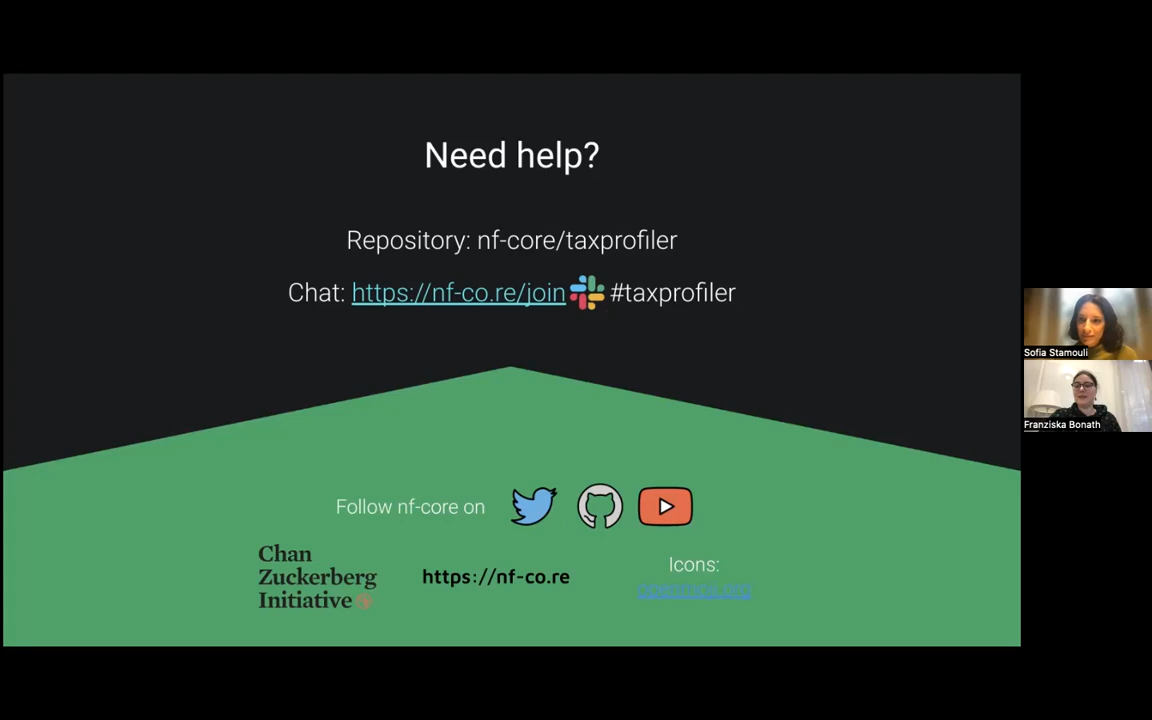 Need help?
Repository: nf-core/taxprofiler
Chat: https://nf-co.re/join #taxprofiler
Sofia Stamouli
Franziska Bonath
Follow nf-core on
Chan
Zuckerberg
Initiative
https://nf-co.re
Icons: